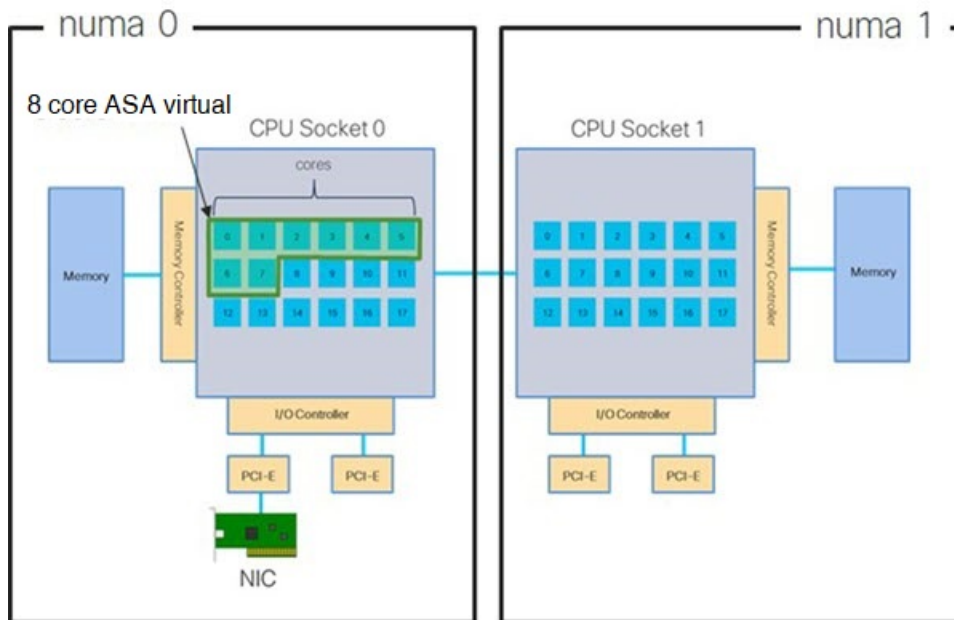 numa 0
numa 1
8 core ASA virtual
CPU Socket 0
CPU Socket 1
cores
0 1 2 3 4 5
6 7 8 9 10 11
12 13 14 15 16 17
0 1 2 3 4 5
6 7 8 9 10 11
12 13 14 15 16 17
Memory
Memory Controller
Memory Controller
Memory
I/O Controller
I/O Controller
PCI-E
PCI-E
PCI-E
PCI-E
NIC